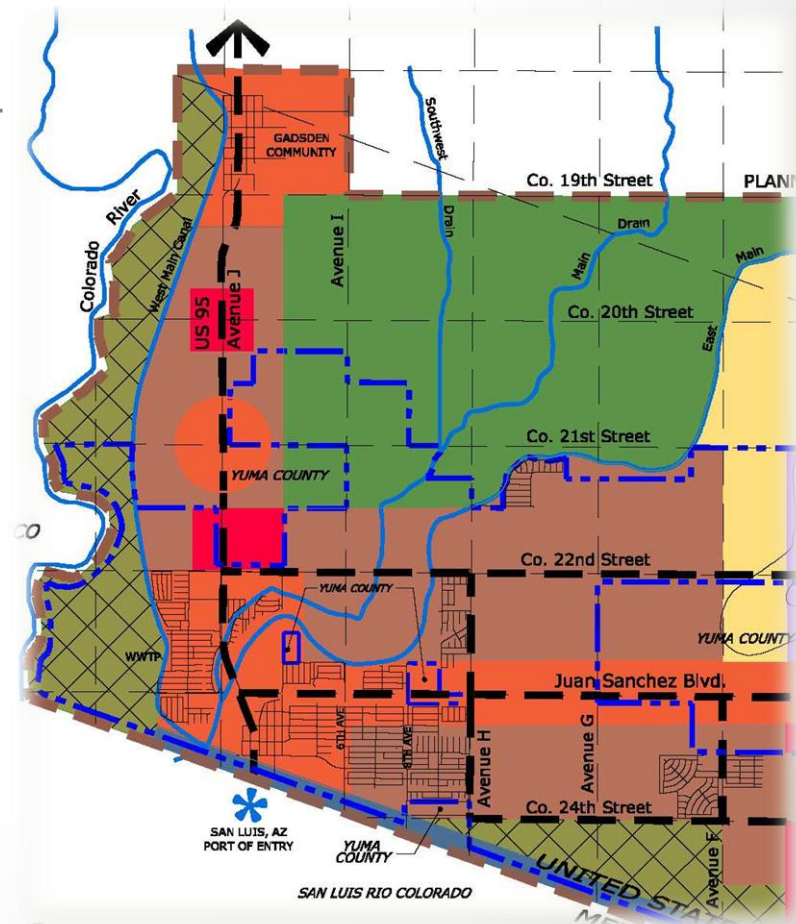 GADSDEN
COMMUNITY
Southwest
Drain
Co. 19th Street
PLANN
Colorado
River
West Main Canal
Avenue I
Main
Drain
Main
East
US 95
Avenue J
Co. 20th Street
Co. 21st Street
YUMA COUNTY
CO
Co. 22nd Street
YUMA COUNTY
YUMA COUNTY
WWTP
Juan Sanchez Blvd.
6TH AVE
8TH AVE
Avenue H
Avenue G
Co. 24th Street
Avenue F
SAN LUIS, AZ
PORT OF ENTRY
YUMA
COUNTY
UNITED STA
ME
SAN LUIS RIO COLORADO